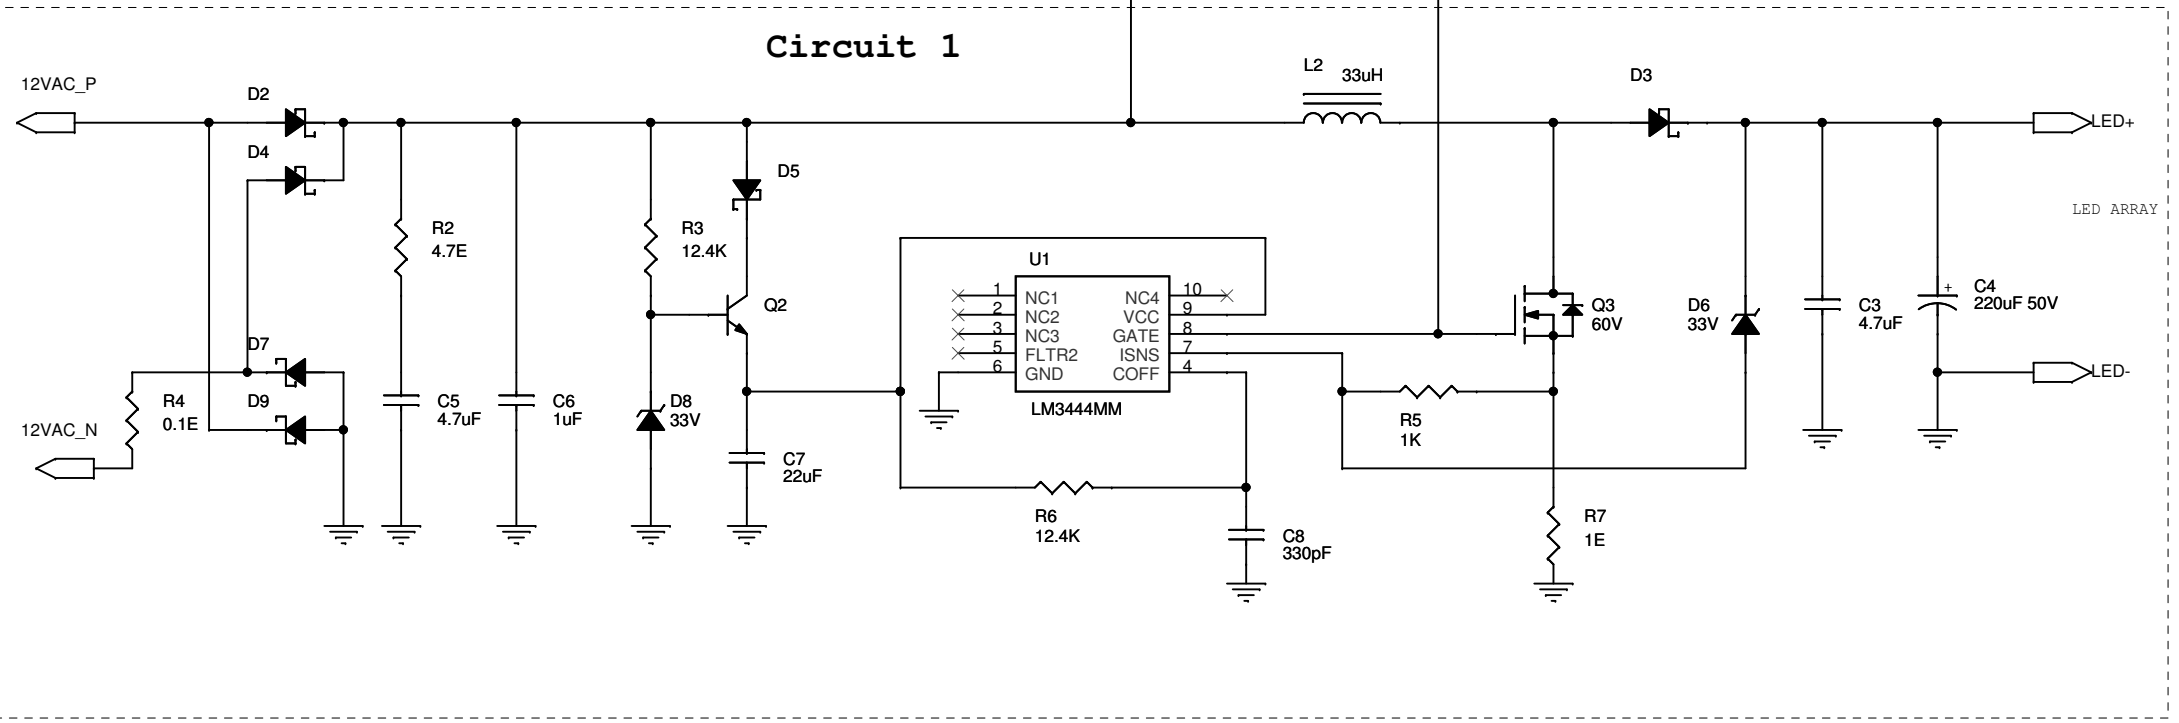 Circuit 1
12VAC_P
D2
D4
R2
4.7E
R3
12.4K
D5
Q2
L2
33uH
D3
LED+
LED ARRAY
U1
1
NC1
2
NC2
3
NC3
5
FLTR2
6
GND
NC4
10
VCC
9
GATE
8
ISNS
7
COFF
4
LM3444MM
Q3
60V
D6
33V
C3
4.7uF
C4
+
220uF 50V
LED-
D7
R4
0.1E
D9
12VAC_N
C5
4.7uF
C6
1uF
D8
33V
C7
22uF
R5
1K
R6
12.4K
C8
330pF
R7
1E